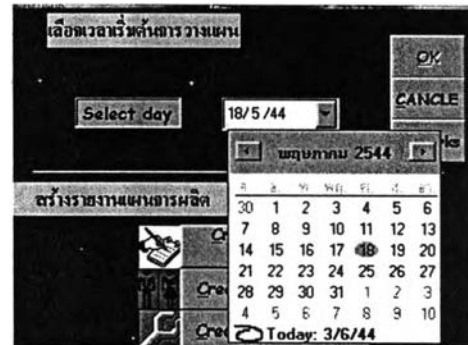 เลือกเวลาเริ่มต้นการวางแผน
OK
Select day
18/5/44
CANCLE
พฤษภาคม 2544
สร้างรายงานแผนการผลิต
30 1 2 3 4 5 6
7 8 9 10 11 12 13
14 15 16 17 18 19 20
21 22 23 24 25 26 27
28 29 30 31 1 2 3
4 5 6 7 8 9 10
Today: 3/6/44